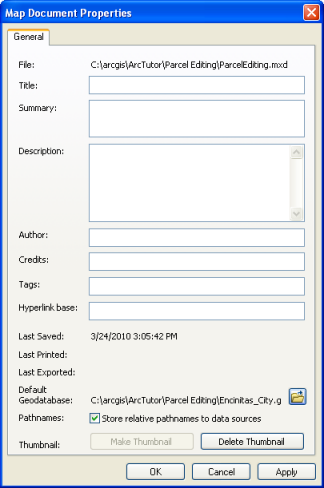 Map Document Properties
General
File: C:\arcgis\ArcTutor\Parcel Editing\ParcelEditing.mxd
Title:
Summary:
Description:
Author:
Credits:
Tags:
Hyperlink base:
Last Saved: 3/24/2010 3:05:42 PM
Last Printed:
Last Exported:
Default
Geodatabase: C:\arcgis\ArcTutor\Parcel Editing\Encinitas_City.g
Pathnames: Store relative pathnames to data sources
Thumbnail: Make Thumbnail Delete Thumbnail
OK Cancel Apply